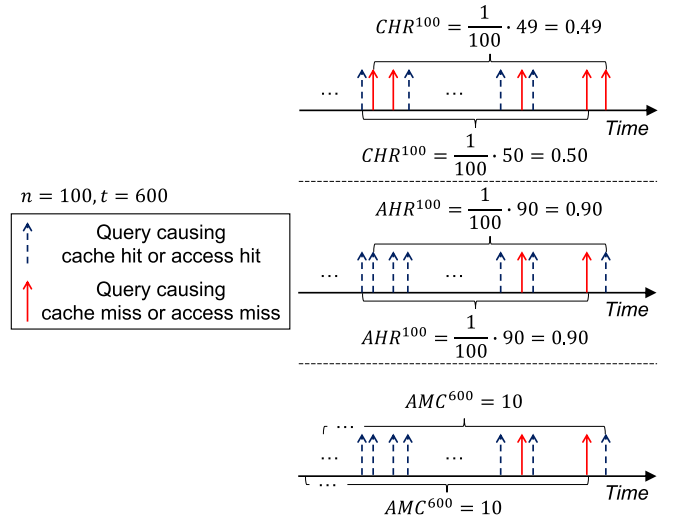 CHR^100 = 1/100 · 49 = 0.49
... ...
Time
CHR^100 = 1/100 · 50 = 0.50
n = 100, t = 600
Query causing
cache hit or access hit
Query causing
cache miss or access miss
AHR^100 = 1/100 · 90 = 0.90
... ...
Time
AHR^100 = 1/100 · 90 = 0.90
AMC^600 = 10
...
... ...
Time
...
AMC^600 = 10